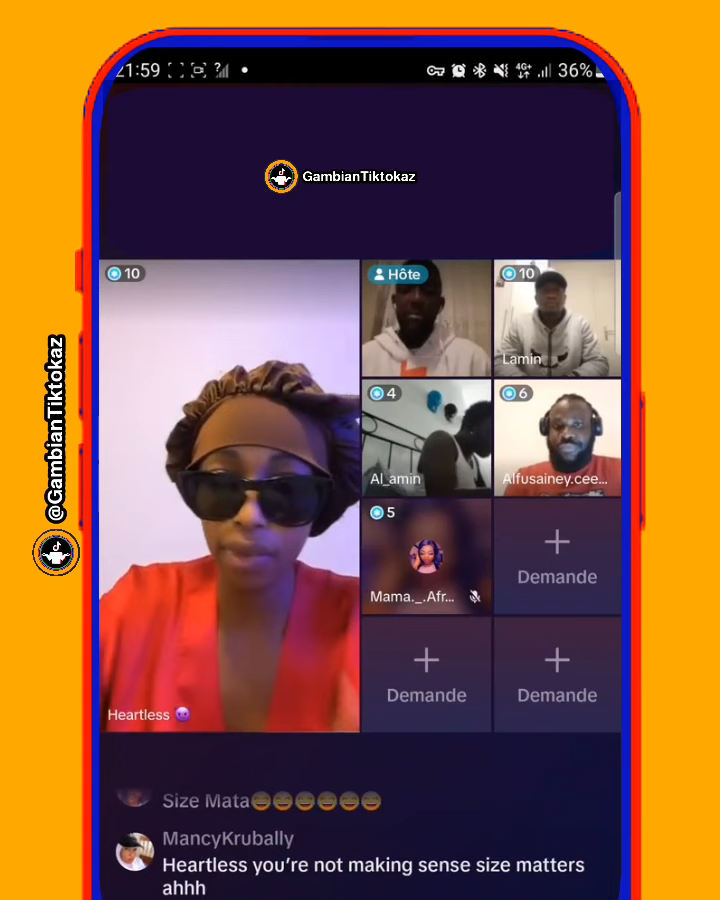 21:59
?
4G+
36%
GambianTiktokaz
@GambianTiktokaz
10
Hôte
10
Lamin
4
Al_amin
6
Alfusainey.cee...
5
Mama._.Afr...
Demande
Demande
Demande
Heartless 😈
Size Mata😄😄😄😄😄😄
MancyKrubally
Heartless you’re not making sense size matters
ahhh